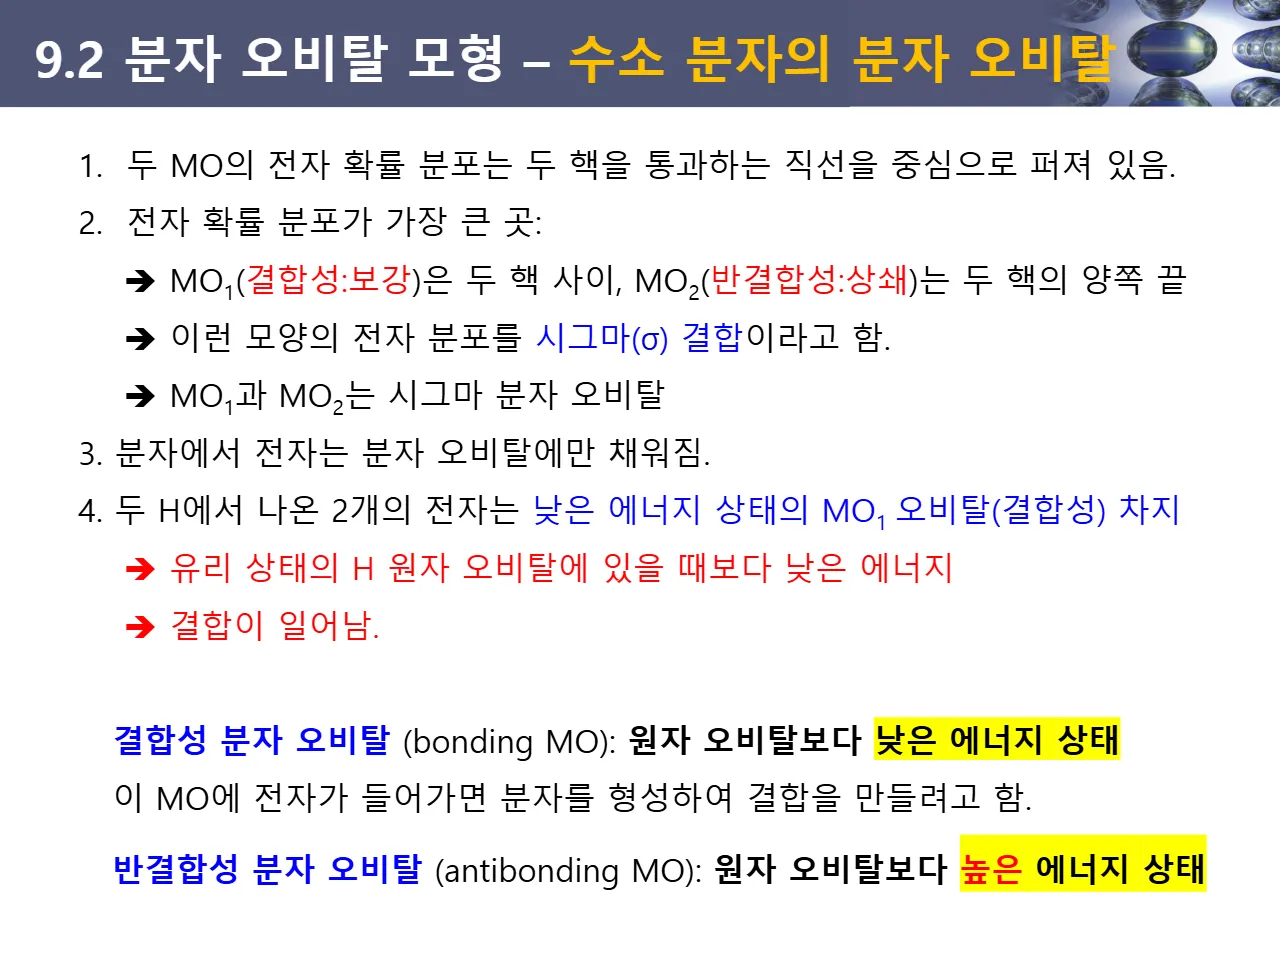 9.2 분자 오비탈 모형 – 수소 분자의 분자 오비탈
1. 두 MO의 전자 확률 분포는 두 핵을 통과하는 직선을 중심으로 퍼져 있음.
2. 전자 확률 분포가 가장 큰 곳:
➔ MO₁(결합성:보강)은 두 핵 사이, MO₂(반결합성:상쇄)는 두 핵의 양쪽 끝
➔ 이런 모양의 전자 분포를 시그마(σ) 결합이라고 함.
➔ MO₁과 MO₂는 시그마 분자 오비탈
3. 분자에서 전자는 분자 오비탈에만 채워짐.
4. 두 H에서 나온 2개의 전자는 낮은 에너지 상태의 MO₁ 오비탈(결합성) 차지
➔ 유리 상태의 H 원자 오비탈에 있을 때보다 낮은 에너지
➔ 결합이 일어남.
결합성 분자 오비탈 (bonding MO): 원자 오비탈보다 낮은 에너지 상태
이 MO에 전자가 들어가면 분자를 형성하여 결합을 만들려고 함.
반결합성 분자 오비탈 (antibonding MO): 원자 오비탈보다 높은 에너지 상태